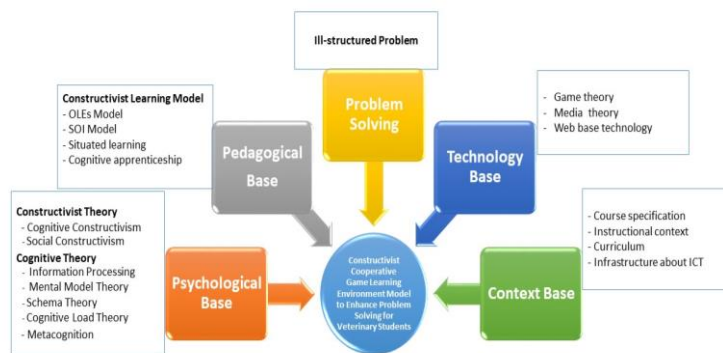 Ill-structured Problem
Problem
Solving
Constructivist Learning Model
- OLEs Model
- SOI Model
- Situated learning
- Cognitive apprenticeship
Pedagogical
Base
- Game theory
- Media theory
- Web base technology
Technology
Base
Constructivist Theory
- Cognitive Constructivism
- Social Constructivism
Cognitive Theory
- Information Processing
- Mental Model Theory
- Schema Theory
- Cognitive Load Theory
- Metacognition
Psychological
Base
Constructivist
Cooperative
Game Learning
Environment Model
to Enhance Problem
Solving for
Veterinary Students
- Course specification
- Instructional context
- Curriculum
- Infrastructure about ICT
Context Base